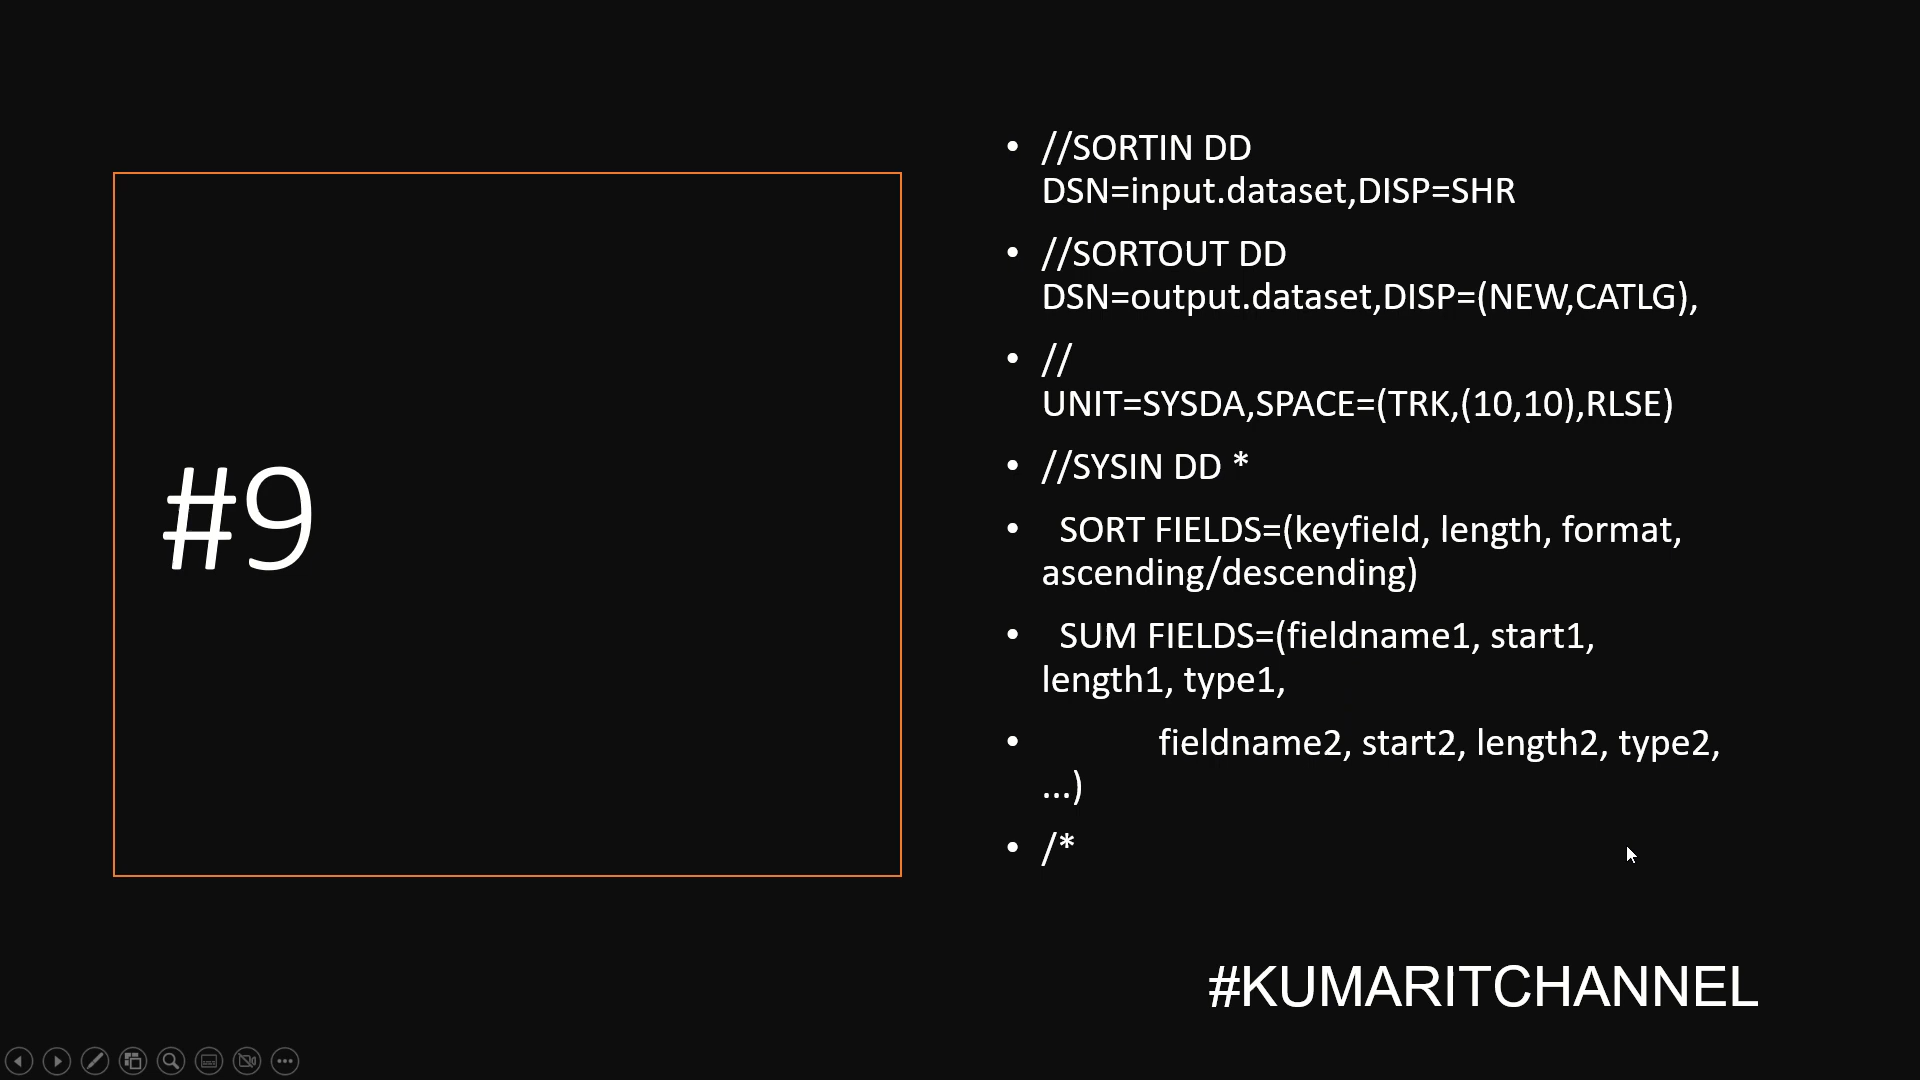 #9
• //SORTIN DD
DSN=input.dataset,DISP=SHR
• //SORTOUT DD
DSN=output.dataset,DISP=(NEW,CATLG),
• //
UNIT=SYSDA,SPACE=(TRK,(10,10),RLSE)
• //SYSIN DD *
• SORT FIELDS=(keyfield, length, format,
ascending/descending)
• SUM FIELDS=(fieldname1, start1,
length1, type1,
• fieldname2, start2, length2, type2,
...)
• /*
#KUMARITCHANNEL